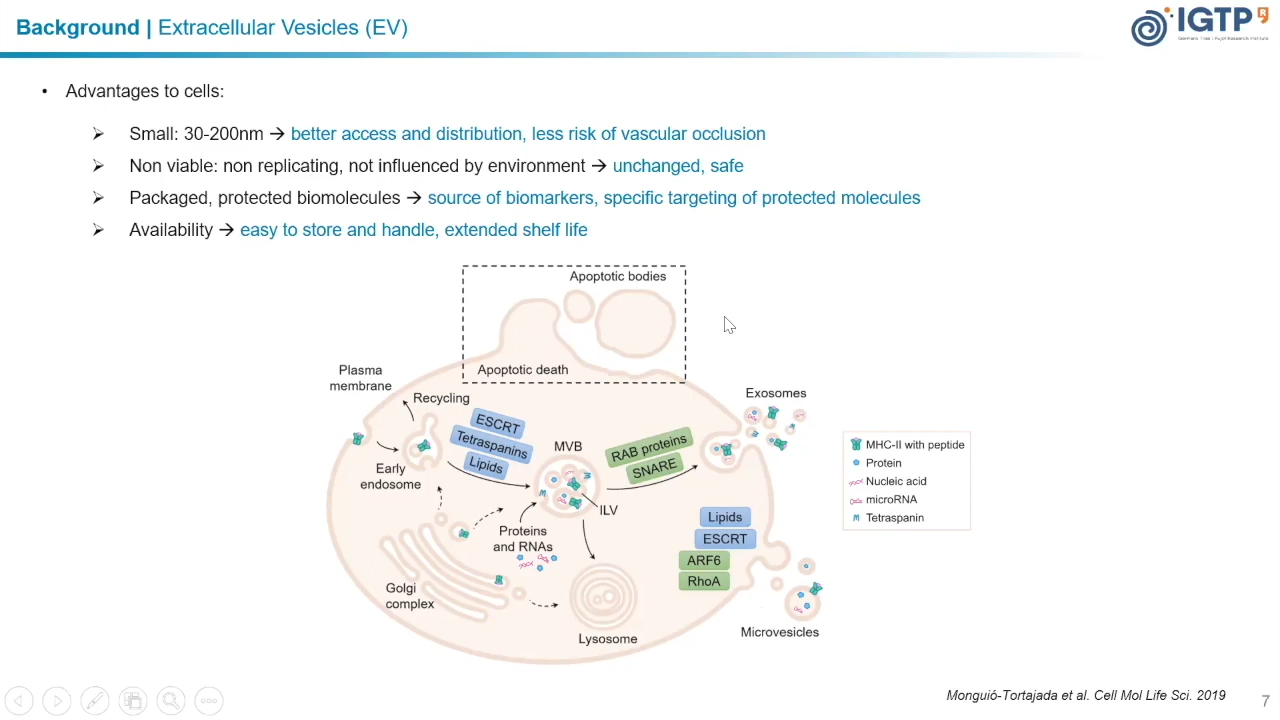 Background | Extracellular Vesicles (EV)
IGTP
Germans Trias i Pujol Research Institute
• Advantages to cells:
➢ Small: 30-200nm → better access and distribution, less risk of vascular occlusion
➢ Non viable: non replicating, not influenced by environment → unchanged, safe
➢ Packaged, protected biomolecules → source of biomarkers, specific targeting of protected molecules
➢ Availability → easy to store and handle, extended shelf life
Apoptotic bodies
Apoptotic death
Plasma
membrane
Recycling
Exosomes
ESCRT
Tetraspanins
Lipids
MVB
RAB proteins
SNARE
Early
endosome
ILV
Proteins
and RNAs
Golgi
complex
Lysosome
Lipids
ESCRT
ARF6
RhoA
Microvesicles
MHC-II with peptide
Protein
Nucleic acid
microRNA
Tetraspanin
Monguió-Tortajada et al. Cell Mol Life Sci. 2019
7